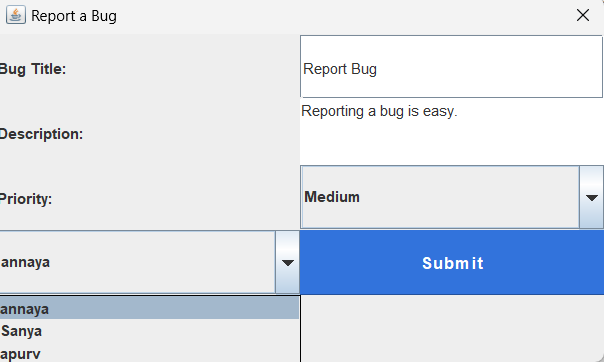 Report a Bug
Bug Title:
Report Bug
Description:
Reporting a bug is easy.
Priority:
Medium
annaya
Submit
annaya
Sanya
apurv